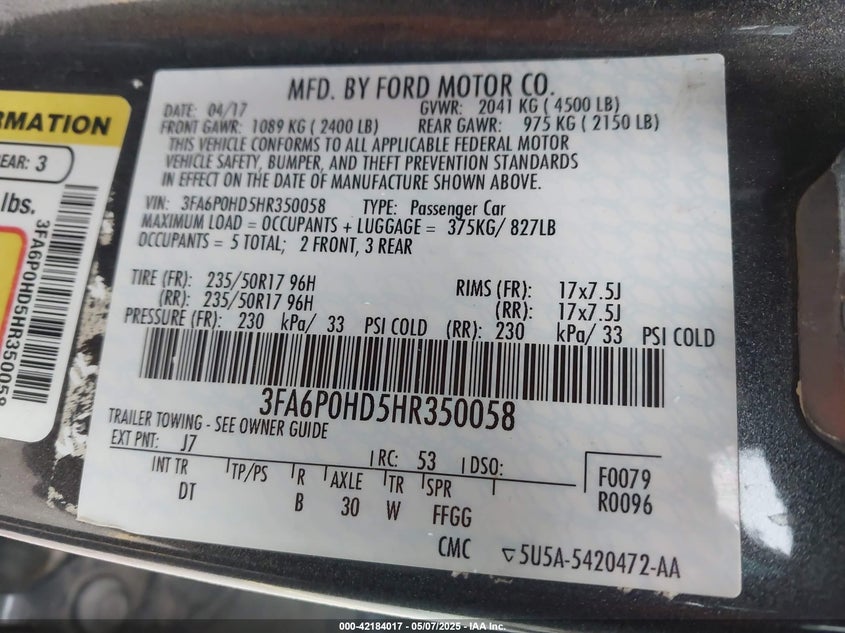 MFD. BY FORD MOTOR CO.
DATE: 04/17 GVWR: 2041 KG ( 4500 LB)
FRONT GAWR: 1089 KG ( 2400 LB) REAR GAWR: 975 KG ( 2150 LB)
THIS VEHICLE CONFORMS TO ALL APPLICABLE FEDERAL MOTOR
VEHICLE SAFETY, BUMPER, AND THEFT PREVENTION STANDARDS
IN EFFECT ON THE DATE OF MANUFACTURE SHOWN ABOVE.
VIN: 3FA6P0HD5HR350058 TYPE: Passenger Car
MAXIMUM LOAD = OCCUPANTS + LUGGAGE = 375KG/ 827LB
OCCUPANTS = 5 TOTAL; 2 FRONT, 3 REAR
TIRE (FR): 235/50R17 96H RIMS (FR): 17x7.5J
(RR): 235/50R17 96H (RR): 17x7.5J
PRESSURE (FR): 230 kPa/ 33 PSI COLD (RR): 230 kPa/ 33 PSI COLD
3FA6P0HD5HR350058
TRAILER TOWING - SEE OWNER GUIDE
EXT PNT: J7 RC: 53 DSO:
INT TR TP/PS R AXLE TR SPR F0079
DT B 30 W FFGG R0096
CMC 5U5A-5420472-AA
RMATION
EAR: 3
lbs.
3FA6P0HD5HR350058
000-42184017 — 05/07/2025 — IAA Inc.